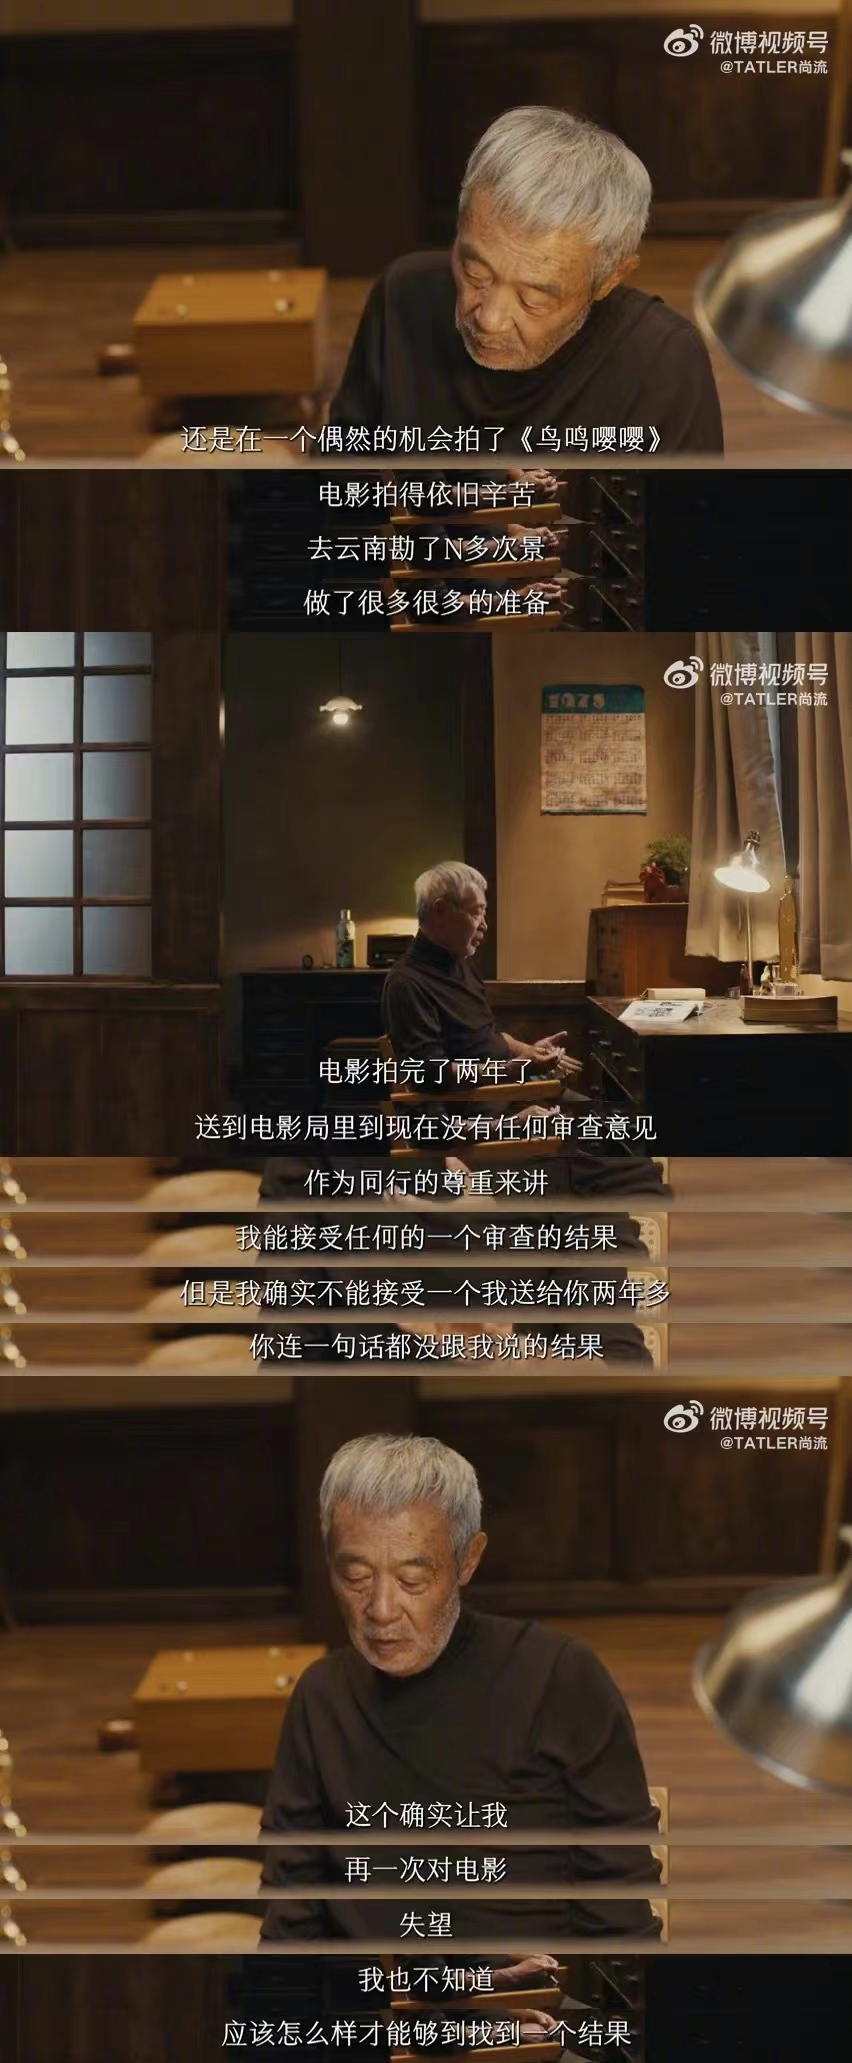 微博视频号
@TATLER尚流
还是在一个偶然的机会拍了《鸟鸣嘤嘤》
电影拍得依旧辛苦
去云南勘了N多次景
做了很多很多的准备
微博视频号
@TATLER尚流
1978
电影拍完了两年了
送到电影局里到现在没有任何审查意见
作为同行的尊重来讲
我能接受任何的一个审查的结果
但是我确实不能接受一个我送给你两年多
你连一句话都没跟我说的结果
微博视频号
@TATLER尚流
这个确实让我
再一次对电影
失望
我也不知道
应该怎么样才能够到找到一个结果